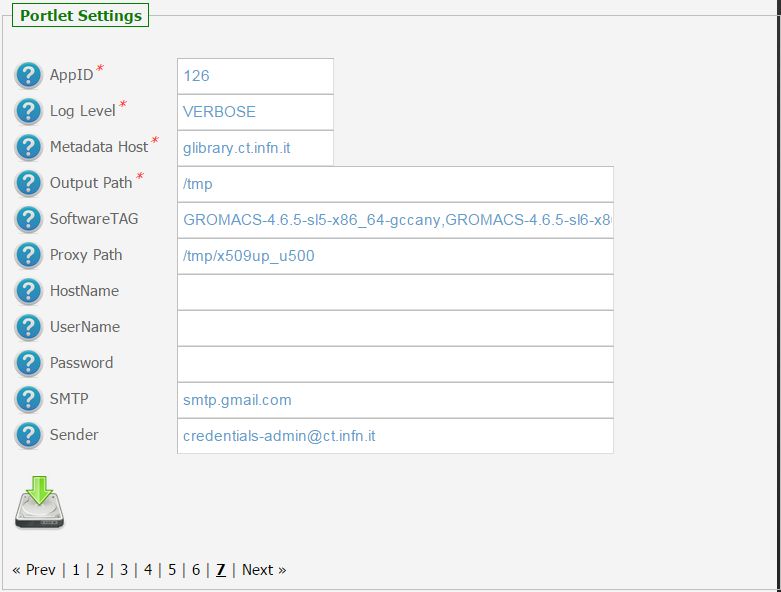 Portlet Settings
AppID* 126
Log Level* VERBOSE
Metadata Host* glibrary.ct.infn.it
Output Path* /tmp
SoftwareTAG GROMACS-4.6.5-sl5-x86_64-gccany,GROMACS-4.6.5-sl6-x8
Proxy Path /tmp/x509up_u500
HostName
UserName
Password
SMTP smtp.gmail.com
Sender credentials-admin@ct.infn.it
« Prev | 1 | 2 | 3 | 4 | 5 | 6 | 7 | Next »